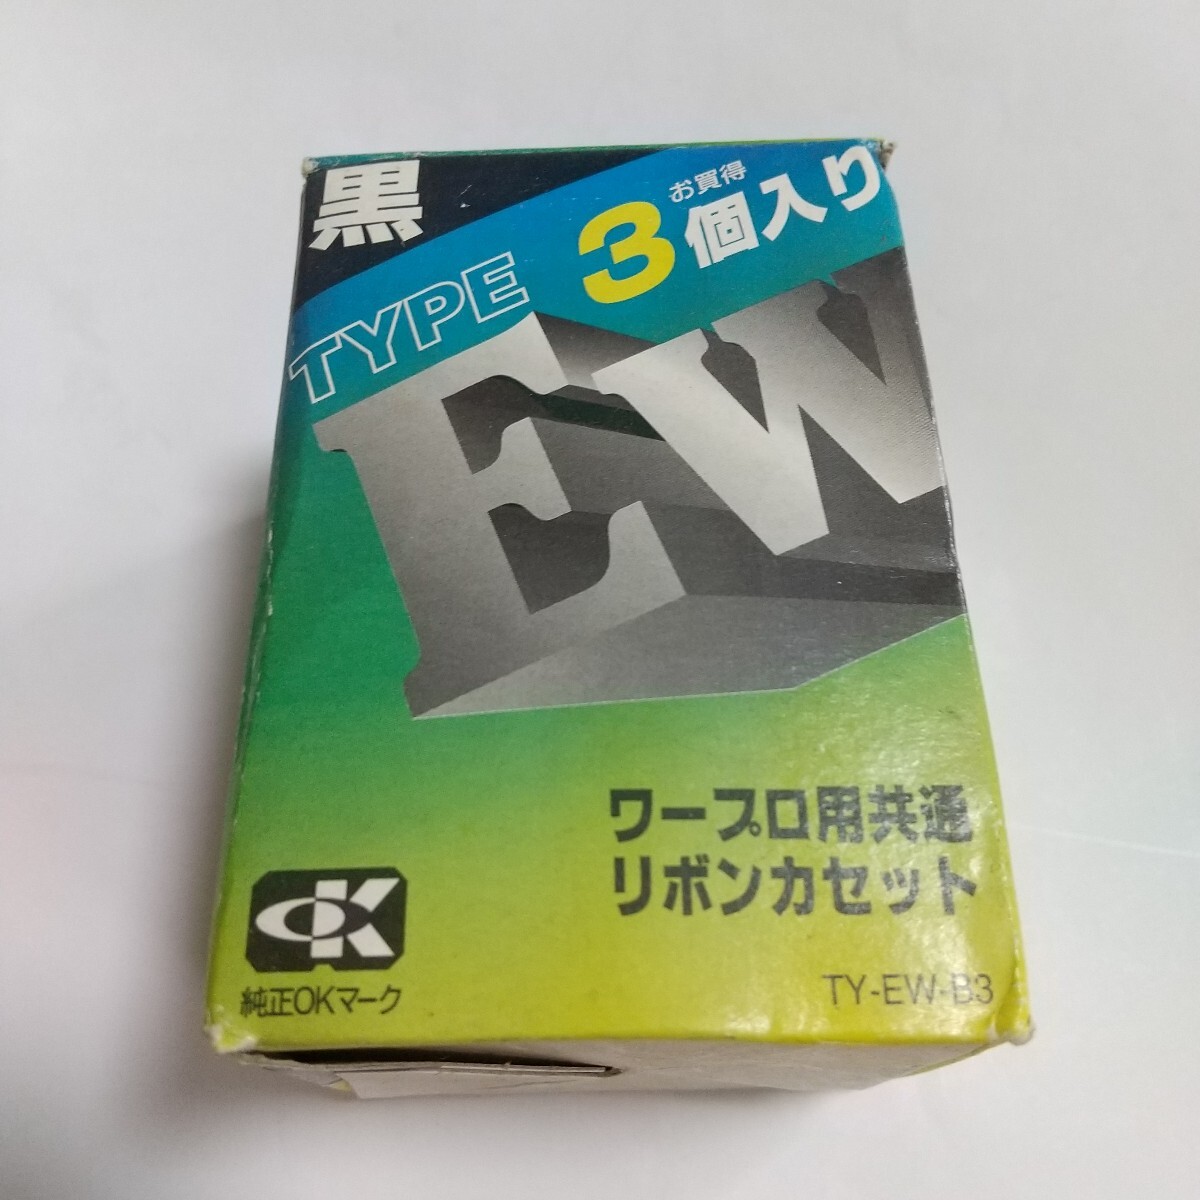 黒
お買得
3個入り
TYPE
EW
ワープロ用共通
リボンカセット
OK
純正OKマーク
TY-EW-B3